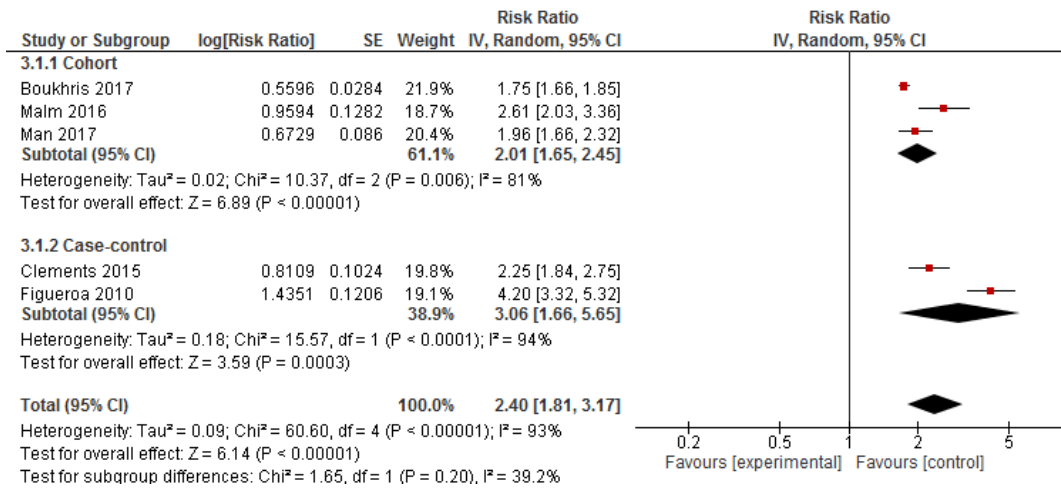 Risk Ratio Risk Ratio
Study or Subgroup log[Risk Ratio] SE Weight IV, Random, 95% CI IV, Random, 95% CI
3.1.1 Cohort
Boukhris 2017 0.5596 0.0284 21.9% 1.75 [1.66, 1.85]
Malm 2016 0.9594 0.1282 18.7% 2.61 [2.03, 3.36]
Man 2017 0.6729 0.086 20.4% 1.96 [1.66, 2.32]
Subtotal (95% CI) 61.1% 2.01 [1.65, 2.45]
Heterogeneity: Tau² = 0.02; Chi² = 10.37, df = 2 (P = 0.006); I² = 81%
Test for overall effect: Z = 6.89 (P < 0.00001)
3.1.2 Case-control
Clements 2015 0.8109 0.1024 19.8% 2.25 [1.84, 2.75]
Figueroa 2010 1.4351 0.1206 19.1% 4.20 [3.32, 5.32]
Subtotal (95% CI) 38.9% 3.06 [1.66, 5.65]
Heterogeneity: Tau² = 0.18; Chi² = 15.57, df = 1 (P < 0.0001); I² = 94%
Test for overall effect: Z = 3.59 (P = 0.0003)
Total (95% CI) 100.0% 2.40 [1.81, 3.17]
Heterogeneity: Tau² = 0.09; Chi² = 60.60, df = 4 (P < 0.00001); I² = 93%
Test for overall effect: Z = 6.14 (P < 0.00001)
Test for subgroup differences: Chi² = 1.65, df = 1 (P = 0.20), I² = 39.2%
0.2 0.5 1 2 5
Favours [experimental] Favours [control]